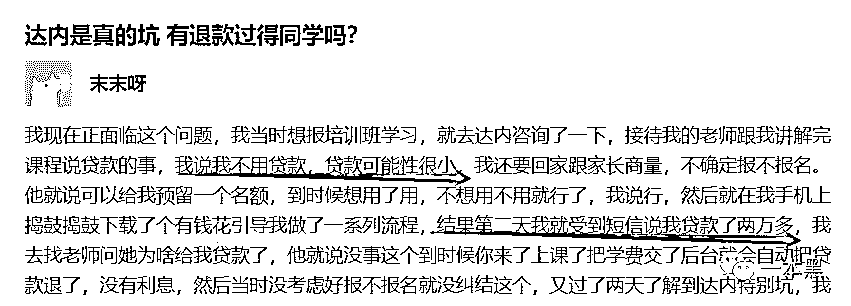 达内是真的坑 有退款过得同学吗?
末末呀
我现在正面临这个问题，我当时想报培训班学习，就去达内咨询了一下，接待我的老师跟我讲解完
课程说贷款的事，我说我不用贷款，贷款可能性很小，我还要回家跟家长商量，不确定报不报名。
他就说可以给我预留一个名额，到时候想用了用，不想用不用就行了，我说行，然后就在我手机上
捣鼓捣鼓下载了个有钱花引导我做了一系列流程，结果第二天我就受到短信说我贷款了两万多，我
去找老师问她为啥给我贷款了，他就说没事这个到时候你来了上课了把学费交了后台就会自动把贷
款退了，没有利息，然后当时没考虑好报不报名就没纠结这个，又过了两天了解到达内特别坑，我
一本黑